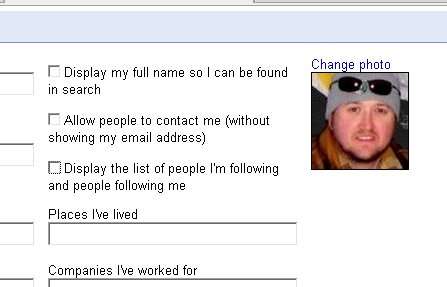 Change photo
Display my full name so I can be found
in search
Allow people to contact me (without
showing my email address)
Display the list of people I'm following
and people following me
Places I've lived
Companies I've worked for